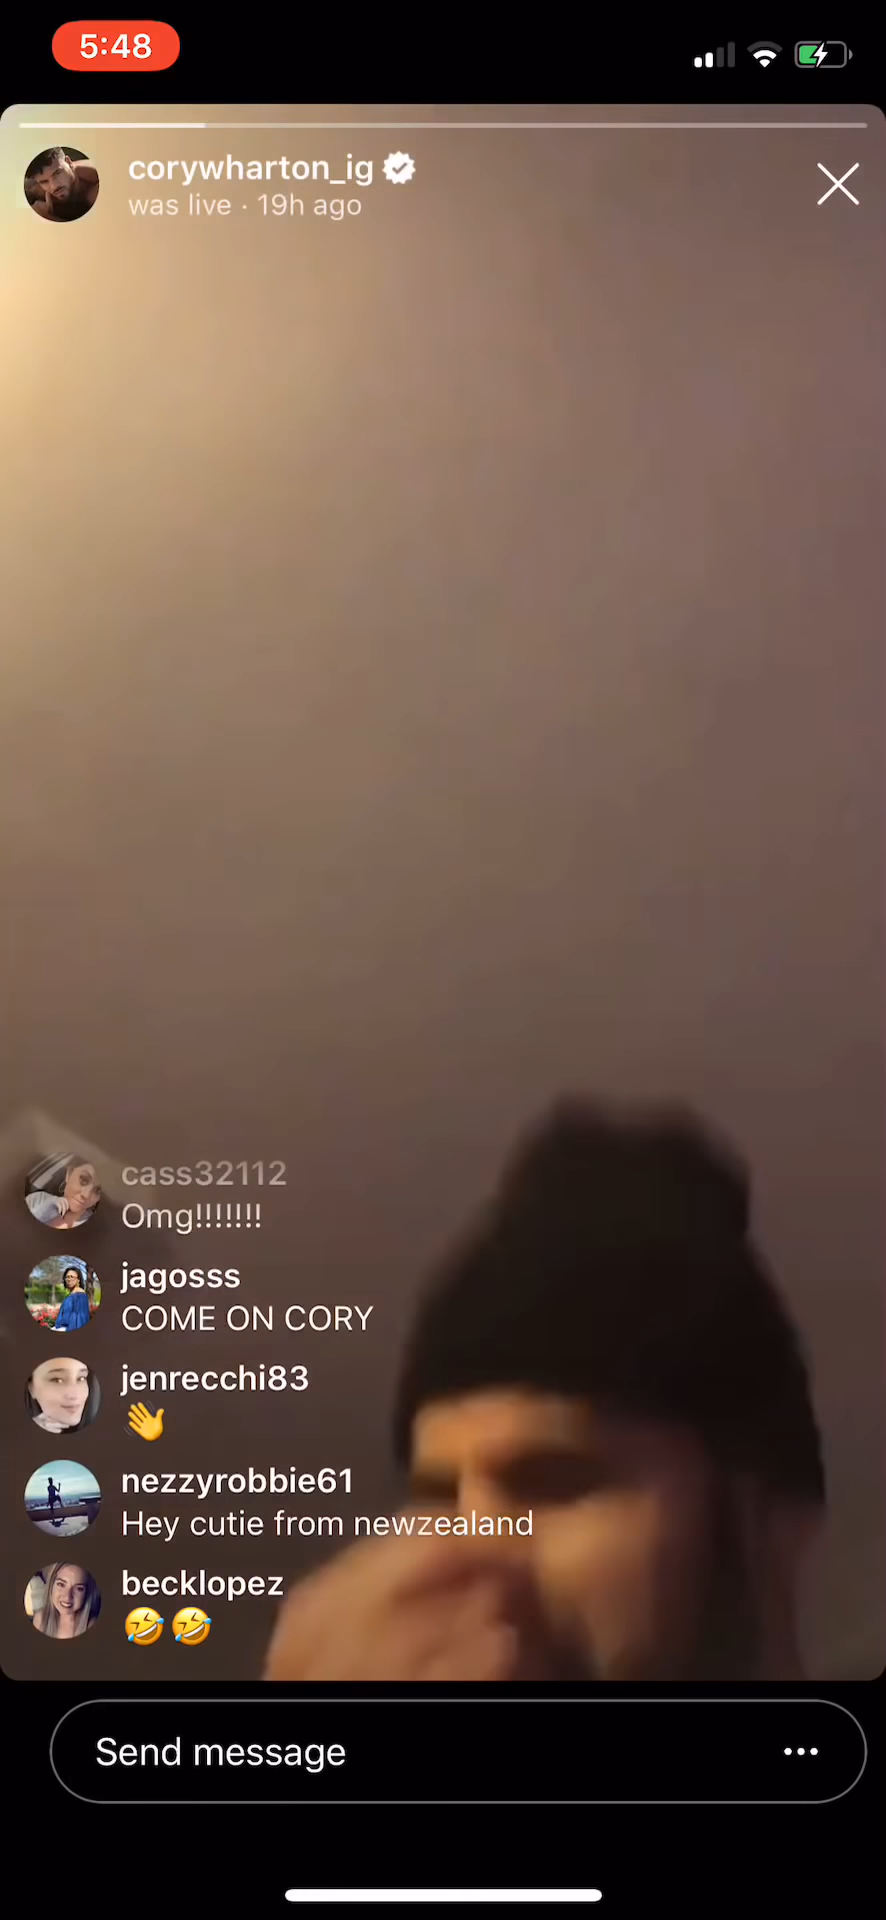 5:48
corywharton_ig
was live · 19h ago
cass32112
Omg!!!!!!!
jagosss
COME ON CORY
jenrecchi83
👋
nezzyrobbie61
Hey cutie from newzealand
becklopez
🤣🤣
Send message